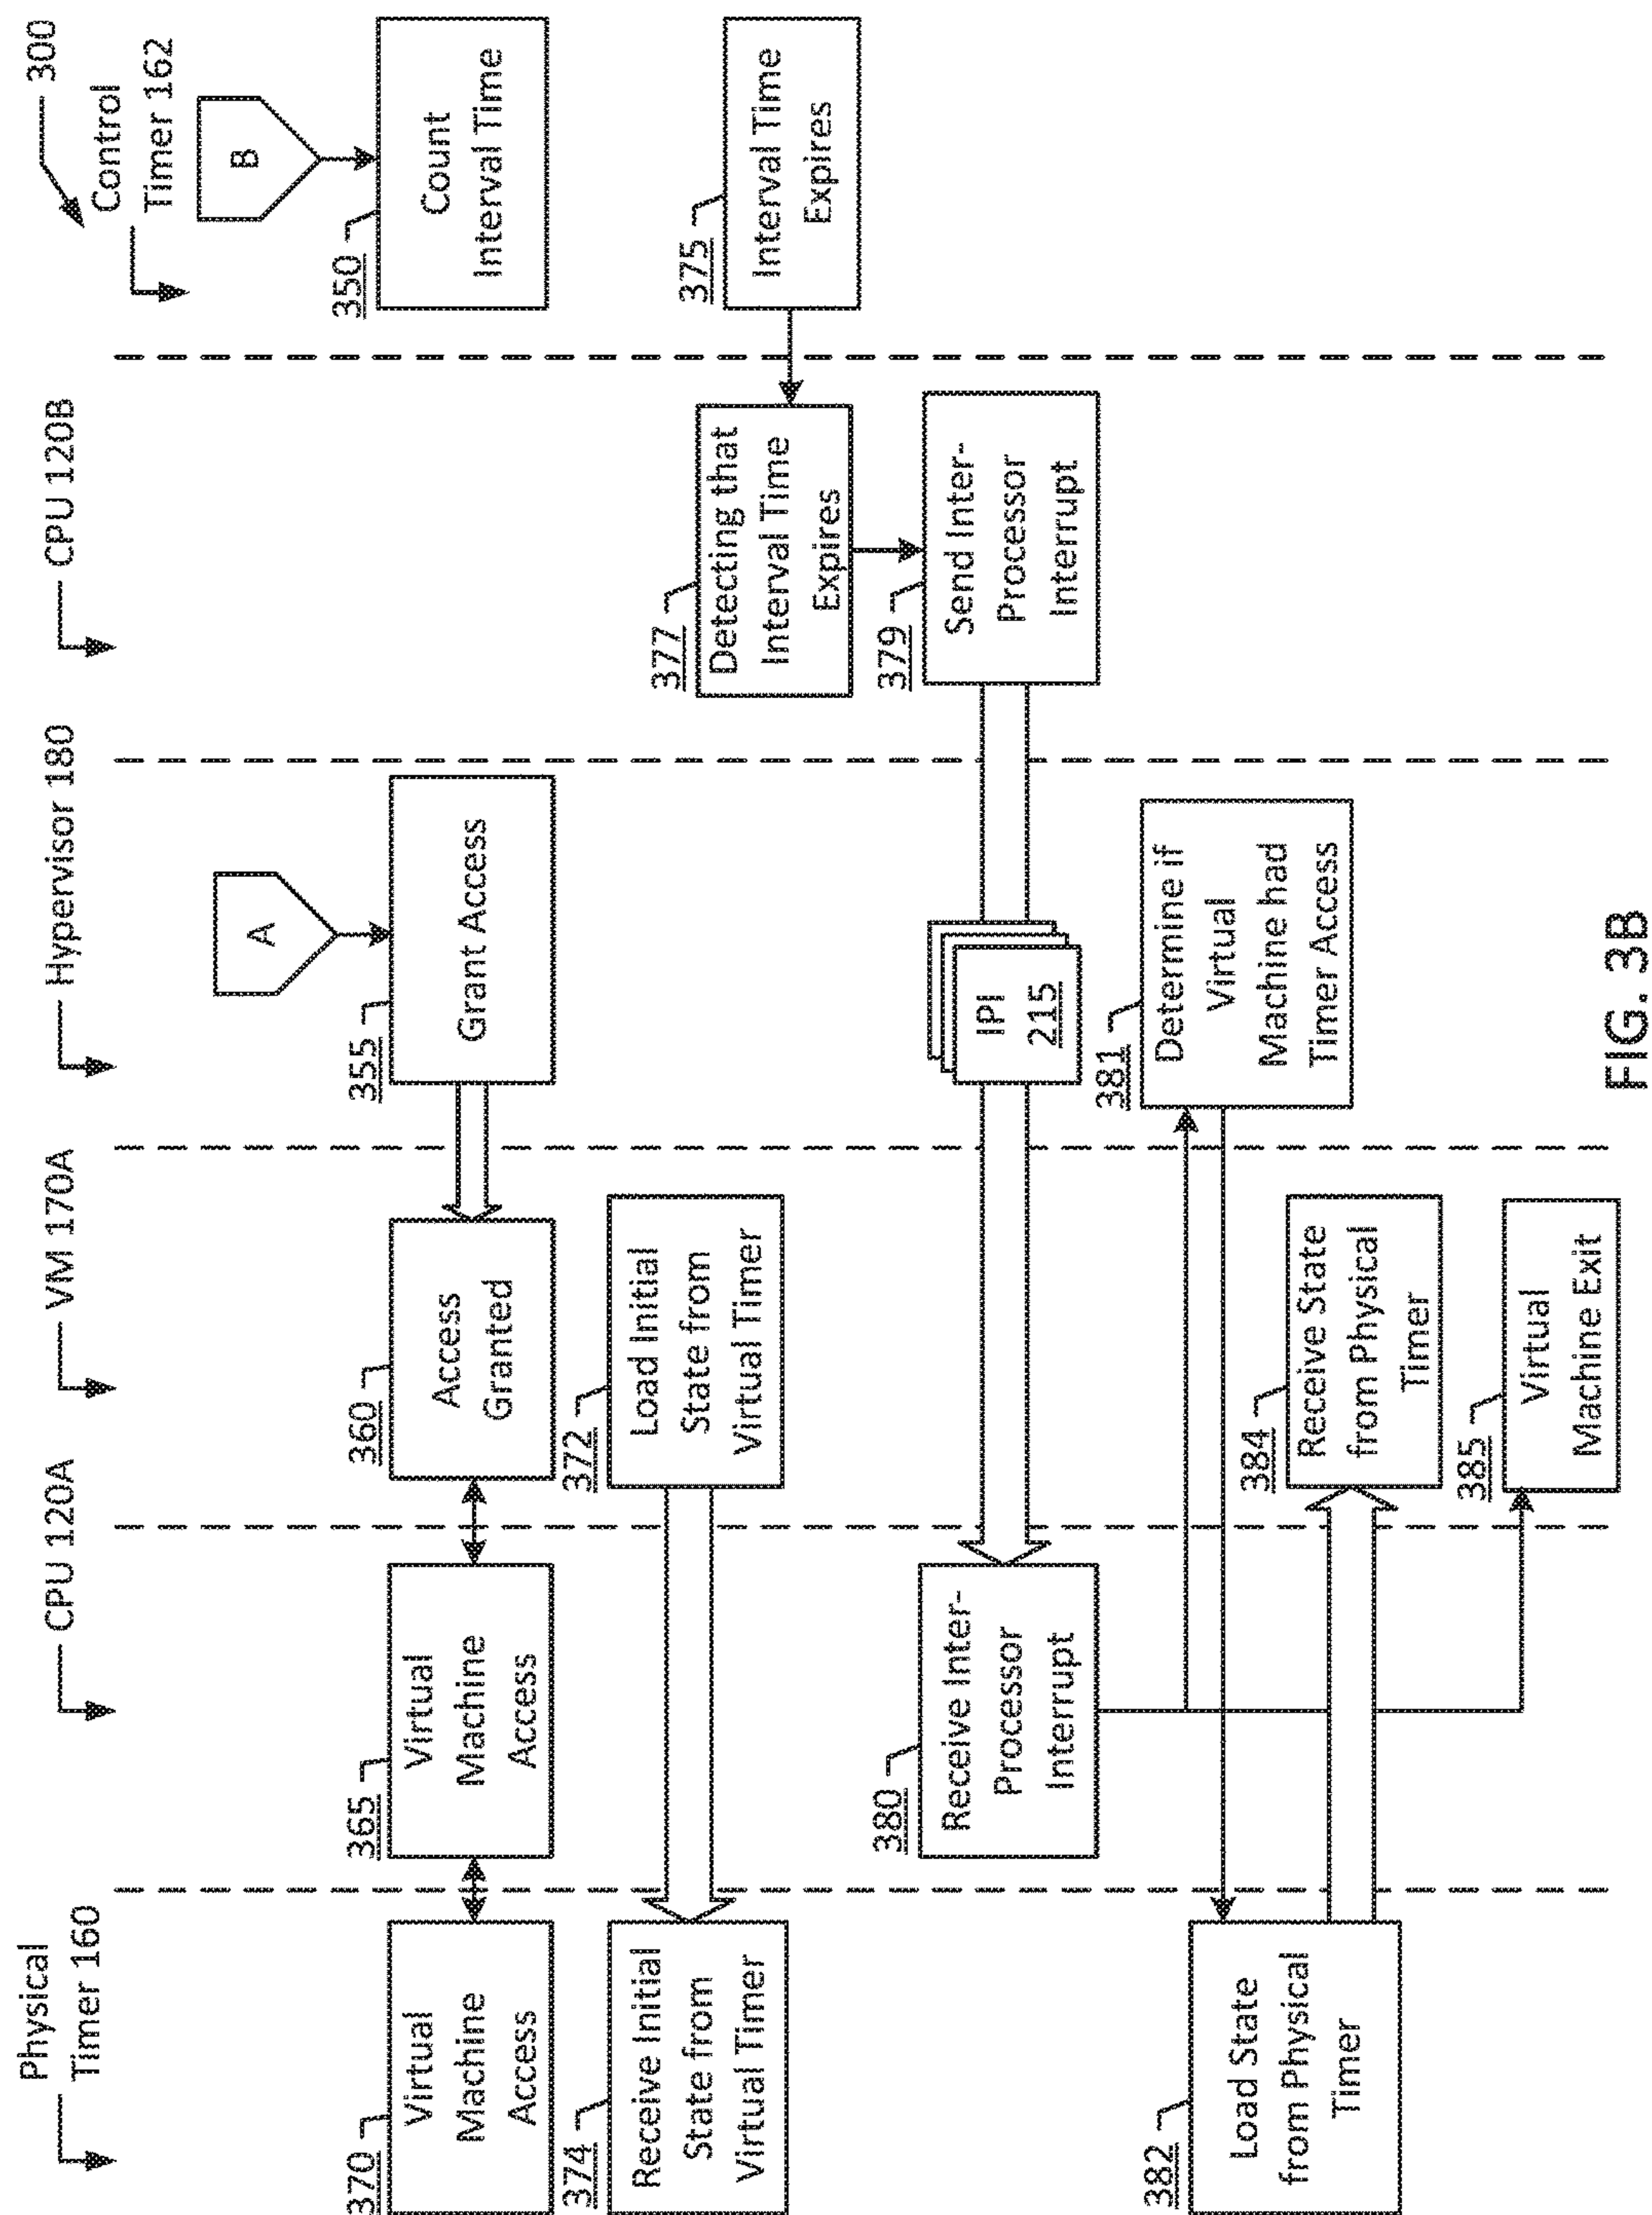 300
Physical
Timer 160
CPU 120A
VM 170A
Hypervisor 180
CPU 120B
Control
Timer 162
A
B
370
Virtual
Machine
Access
365
Virtual
Machine
Access
360
Access
Granted
355
Grant Access
350
Count
Interval Time
374
Receive Initial
State from
Virtual Timer
372
Load Initial
State from
Virtual Timer
377
Detecting that
Interval Time
Expires
375
Interval Time
Expires
380
Receive Inter-
Processor
Interrupt
IPI
215
379
Send Inter-
Processor
Interrupt
381
Determine if
Virtual
Machine had
Timer Access
382
Load State
from Physical
Timer
384
Receive State
from Physical
Timer
385
Virtual
Machine Exit
FIG. 3B